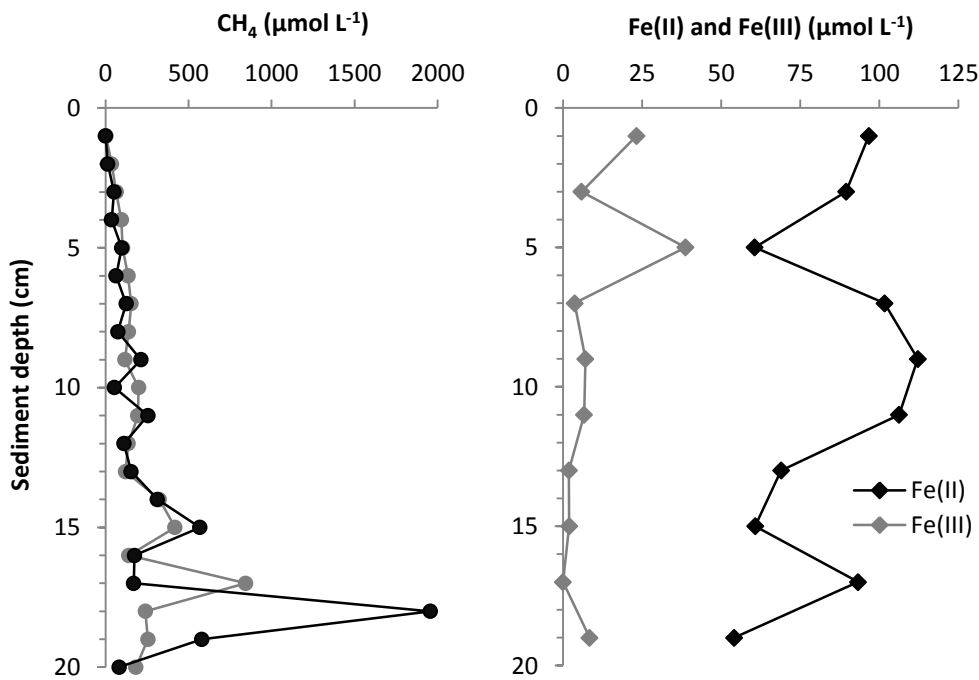 CH₄ (µmol L⁻¹)
0 500 1000 1500 2000
Sediment depth (cm)
0
5
10
15
20
Fe(II) and Fe(III) (µmol L⁻¹)
0 25 50 75 100 125
0
5
10
15
20
Fe(II)
Fe(III)